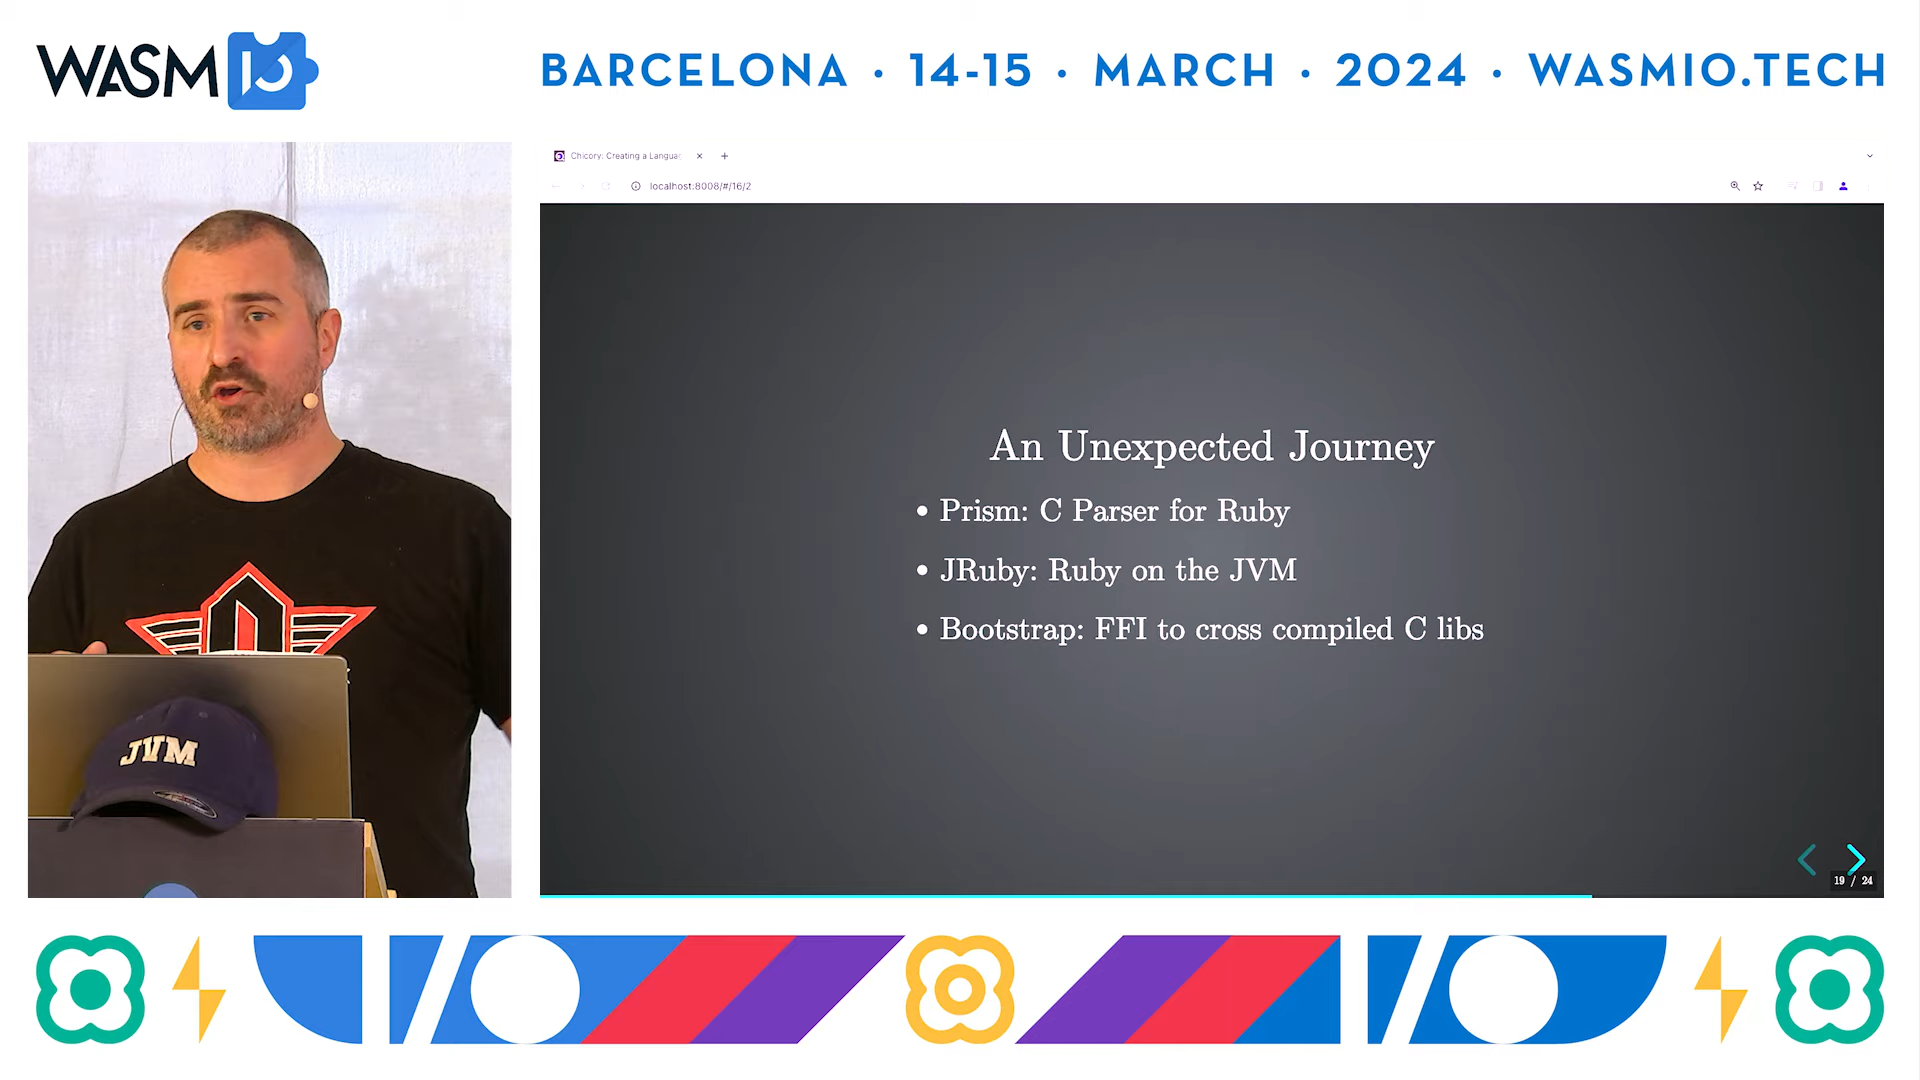 WASM IO
BARCELONA · 14-15 · MARCH · 2024 · WASMIO.TECH
Chicory: Creating a Langua
localhost:8008/#/16/2
An Unexpected Journey
• Prism: C Parser for Ruby
• JRuby: Ruby on the JVM
• Bootstrap: FFI to cross compiled C libs
JVM
19 / 24